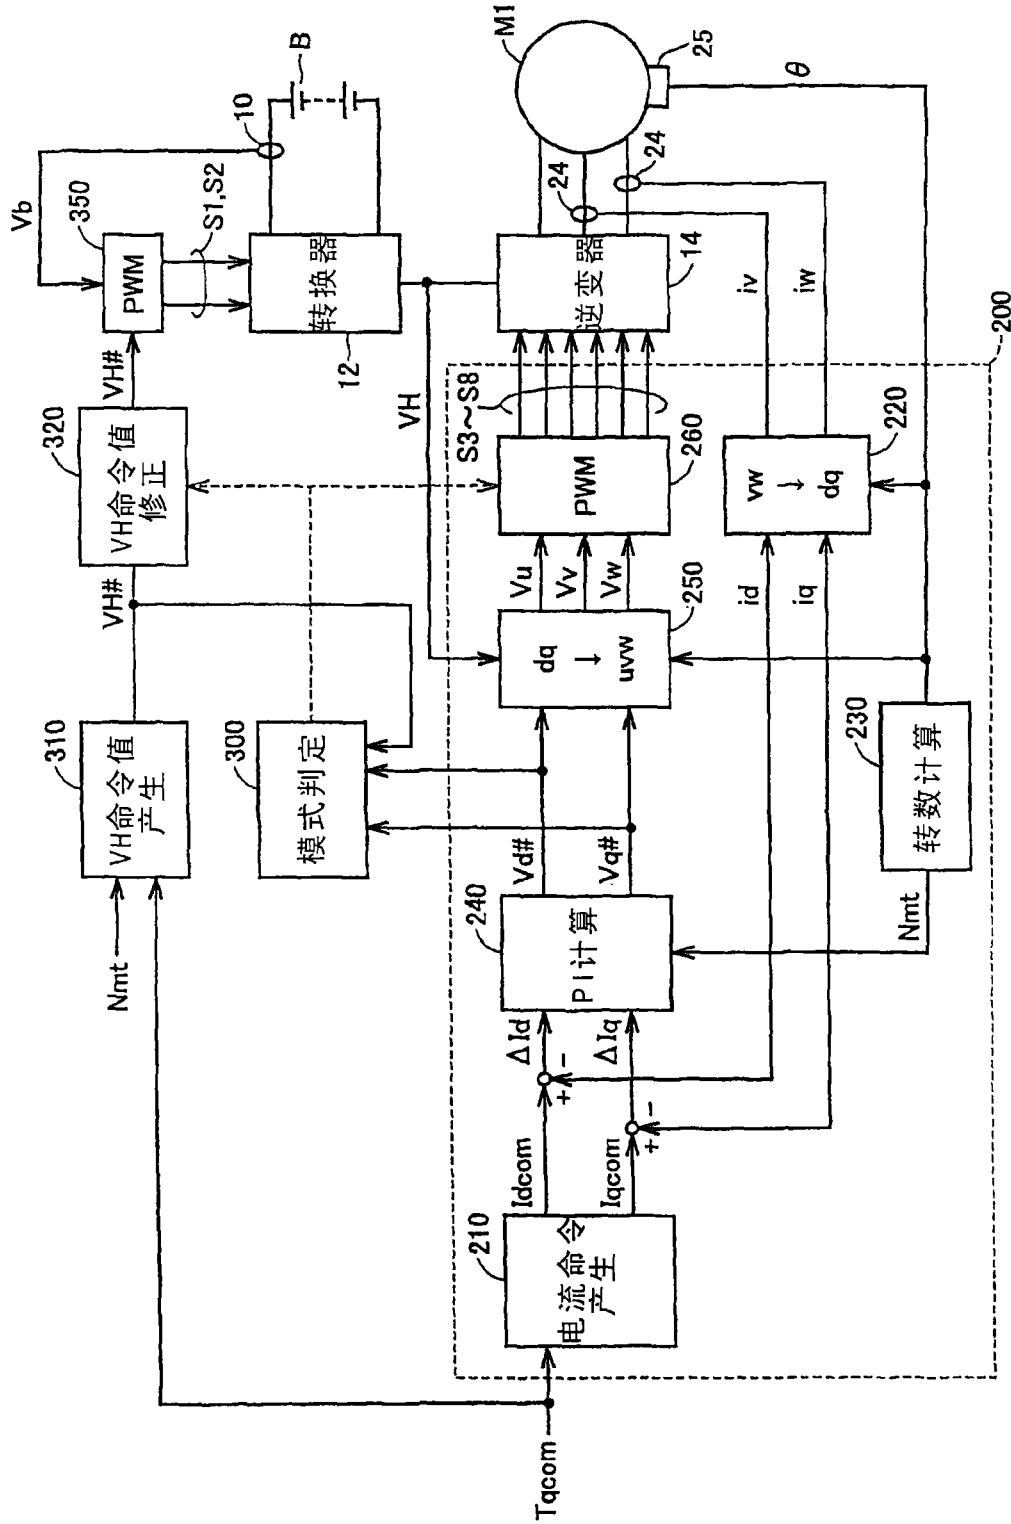 Vb
350
PWM
S1,S2
10
B
VH#
320
VH命令值
修正
12
转换器
VH#
310
VH命令值
产生
Nmt
300
模式判定
VH
M1
25
θ
24
24
逆变器
14
S3～S8
PWM
260
iv
iw
200
vw
↓
dq
220
Vu
Vv
Vw
dq
↓
uvw
250
id
iq
230
转数计算
Nmt
Vd#
Vq#
240
PI计算
ΔId
ΔIq
+
−
+
−
Idcom
Iqcom
210
电流命令
产生
Tqcom